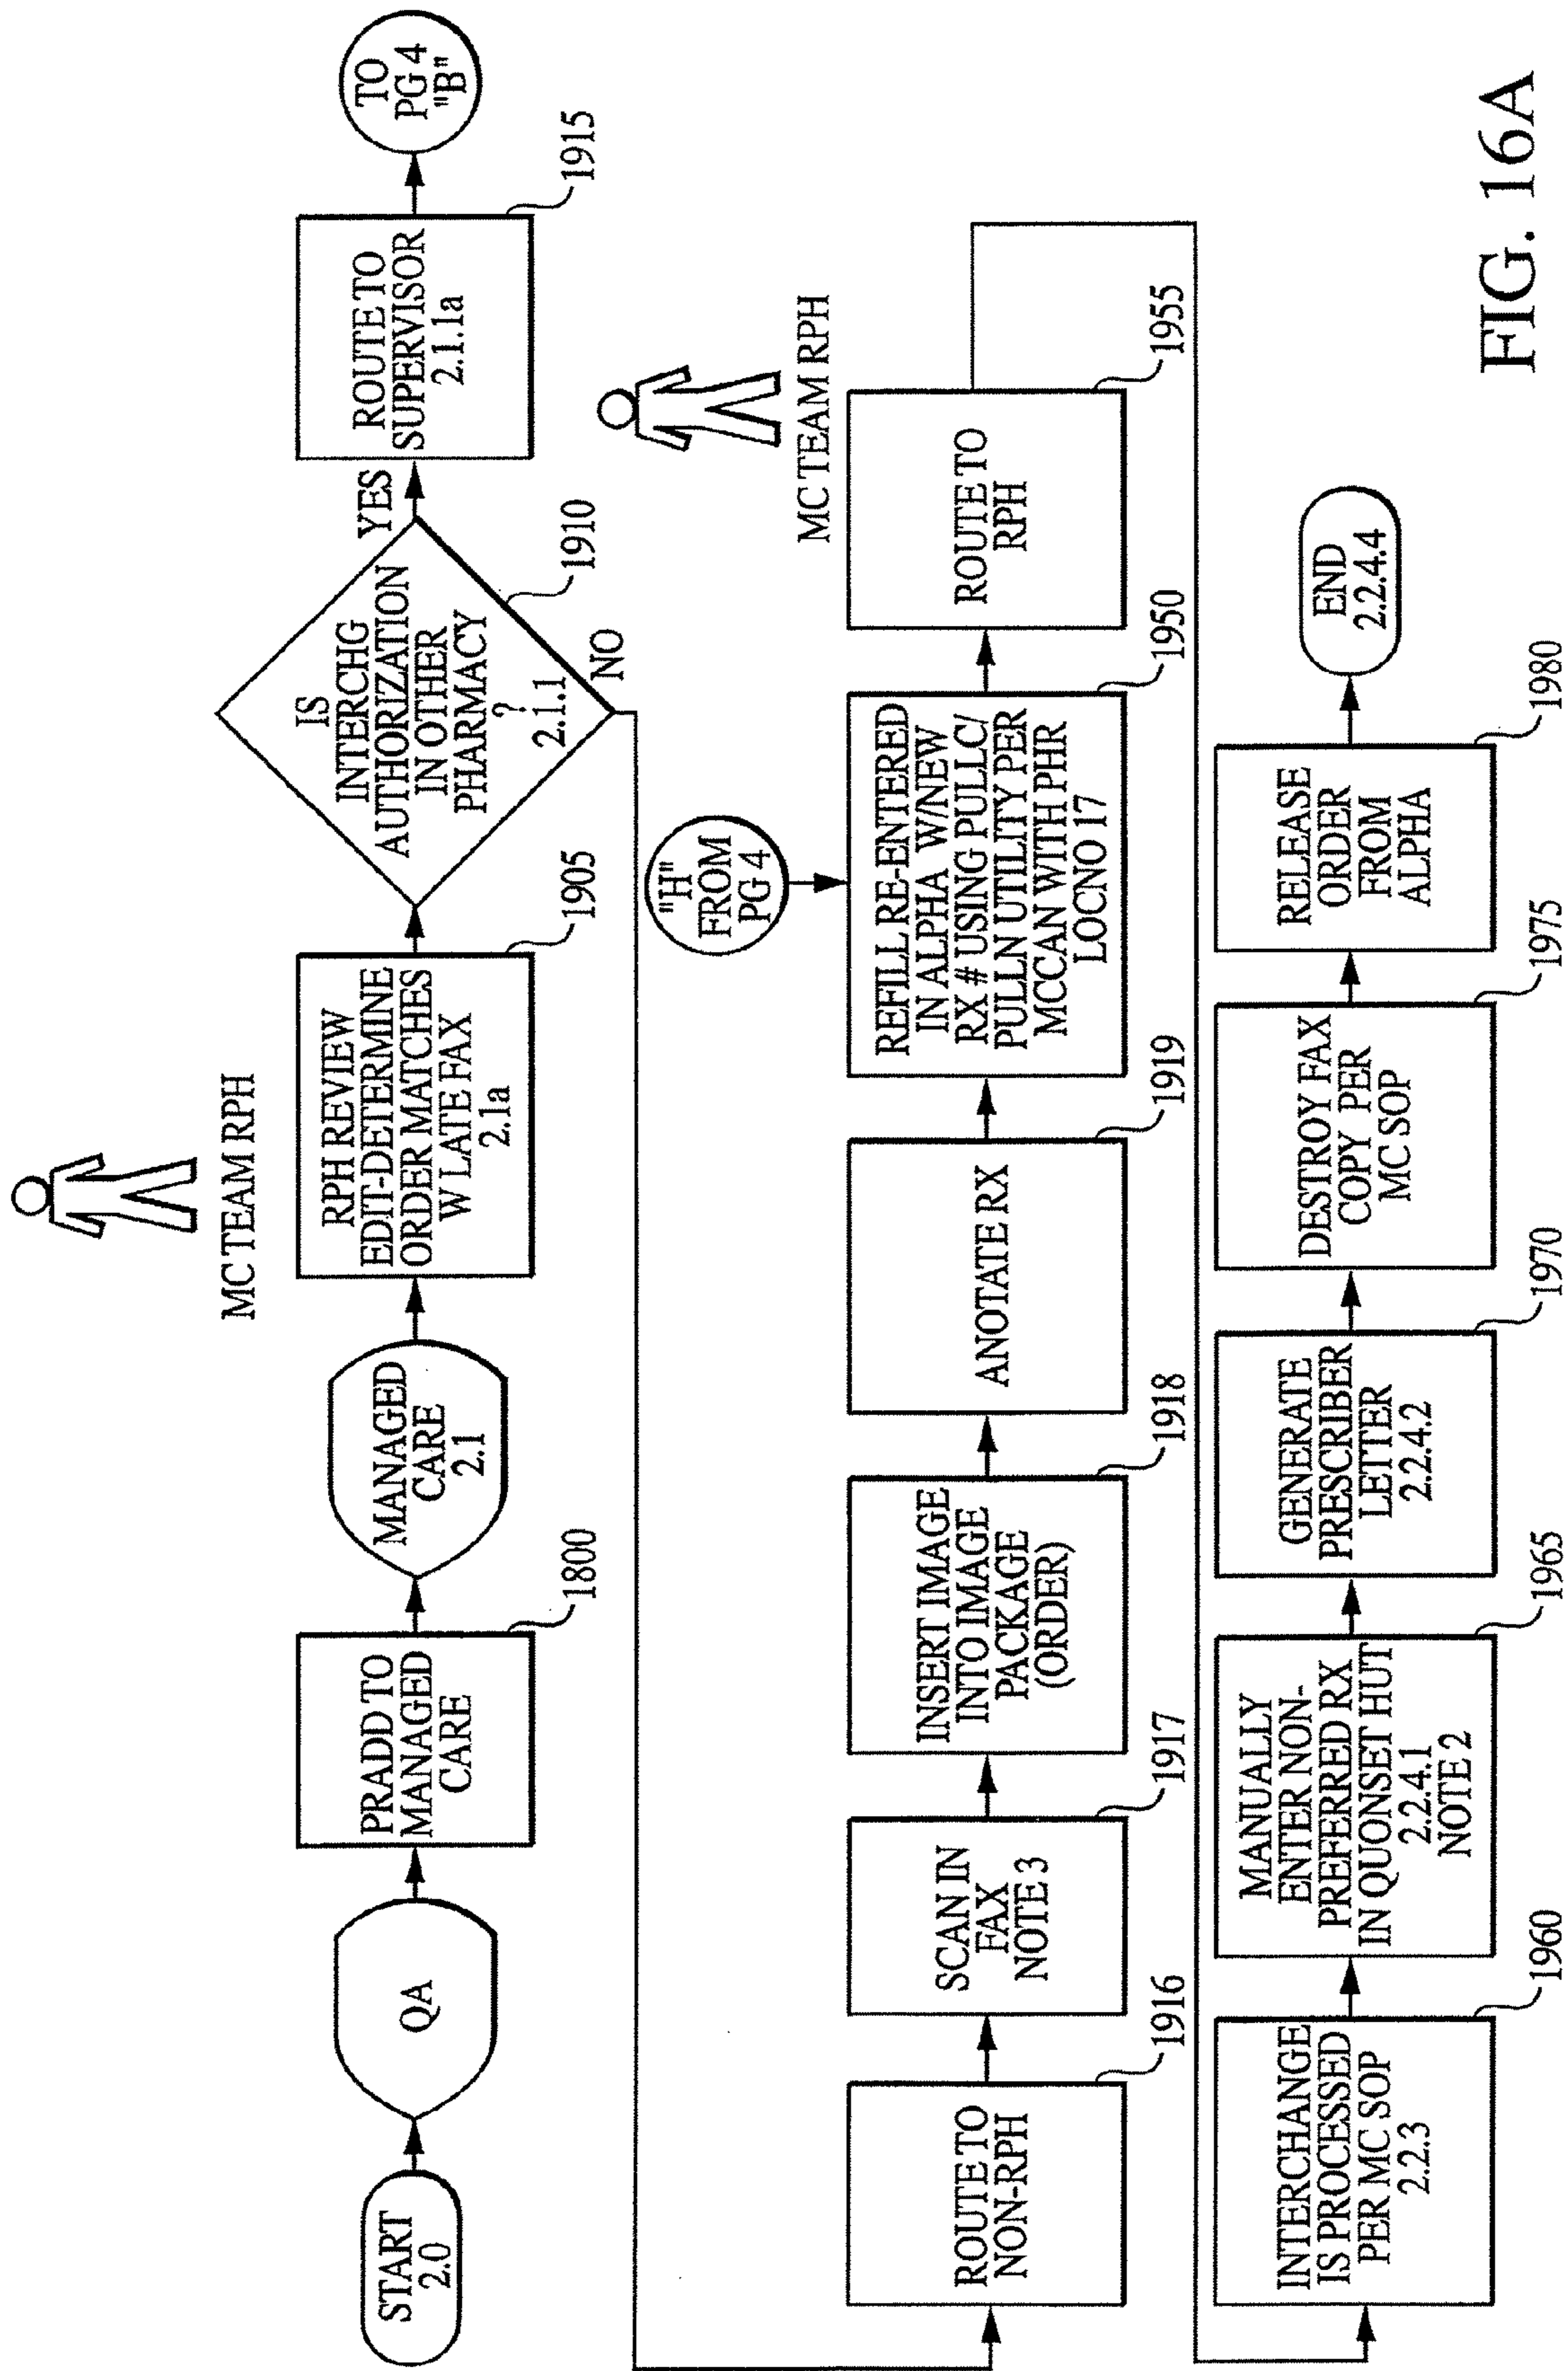 START
2.0
QA
PRADD TO
MANAGED
CARE
1800
MANAGED
CARE
2.1
MC TEAM RPH
RPH REVIEW
EDIT-DETERMINE
ORDER MATCHES
W LATE FAX
2.1a
1905
IS
INTERCHG
AUTHORIZATION
IN OTHER
PHARMACY
?
2.1.1
1910
YES
NO
ROUTE TO
SUPERVISOR
2.1.1a
1915
TO
PG 4
"B"
ROUTE TO
NON-RPH
1916
SCAN IN
FAX
NOTE 3
1917
INSERT IMAGE
INTO IMAGE
PACKAGE
(ORDER)
1918
ANOTATE RX
1919
"H"
FROM
PG 4
REFILL RE-ENTERED
IN ALPHA W/NEW
RX # USING PULLC/
PULLN UTILITY PER
MCCAN WITH PHR
LOCNO 17
1950
MC TEAM RPH
ROUTE TO
RPH
1955
INTERCHANGE
IS PROCESSED
PER MC SOP
2.2.3
1960
MANUALLY
ENTER NON-
PREFERRED RX
IN QUONSET HUT
2.2.4.1
NOTE 2
1965
GENERATE
PRESCRIBER
LETTER
2.2.4.2
1970
DESTROY FAX
COPY PER
MC SOP
1975
RELEASE
ORDER
FROM
ALPHA
1980
END
2.2.4.4
FIG. 16A